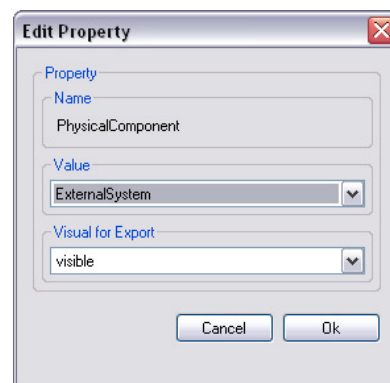 Edit Property
Property
Name
PhysicalComponent
Value
ExternalSystem
Visual for Export
visible
Cancel
Ok